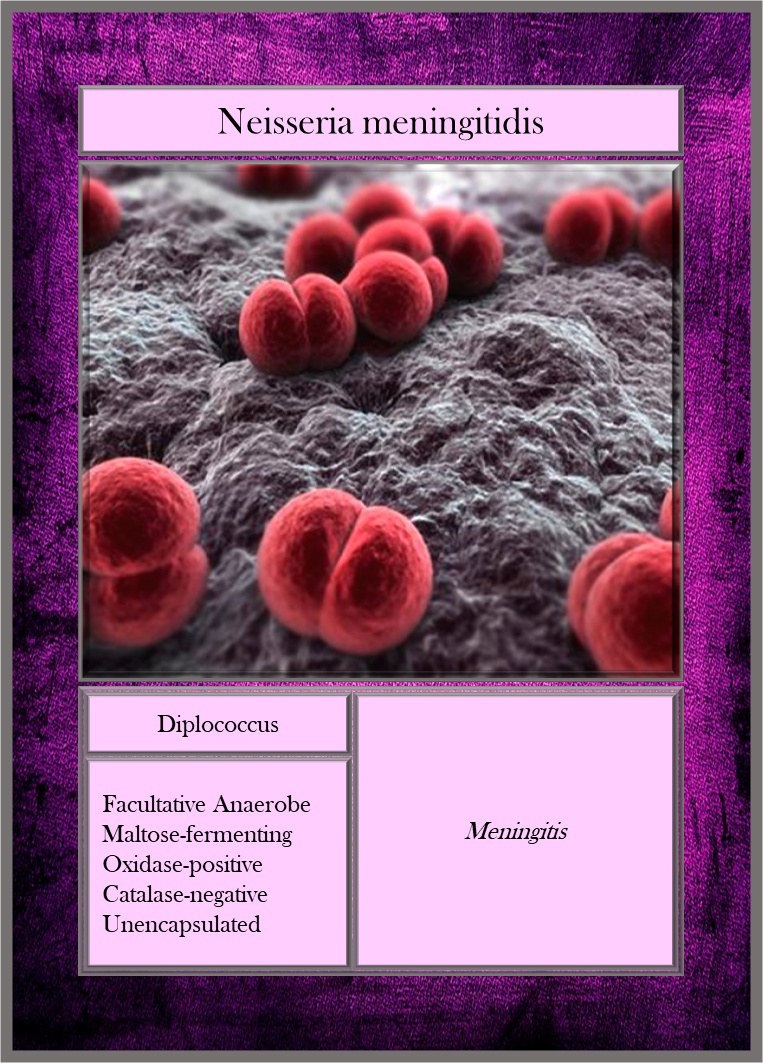 Neisseria meningitidis
Diplococcus
Facultative Anaerobe
Maltose-fermenting
Oxidase-positive
Catalase-negative
Unencapsulated
Meningitis